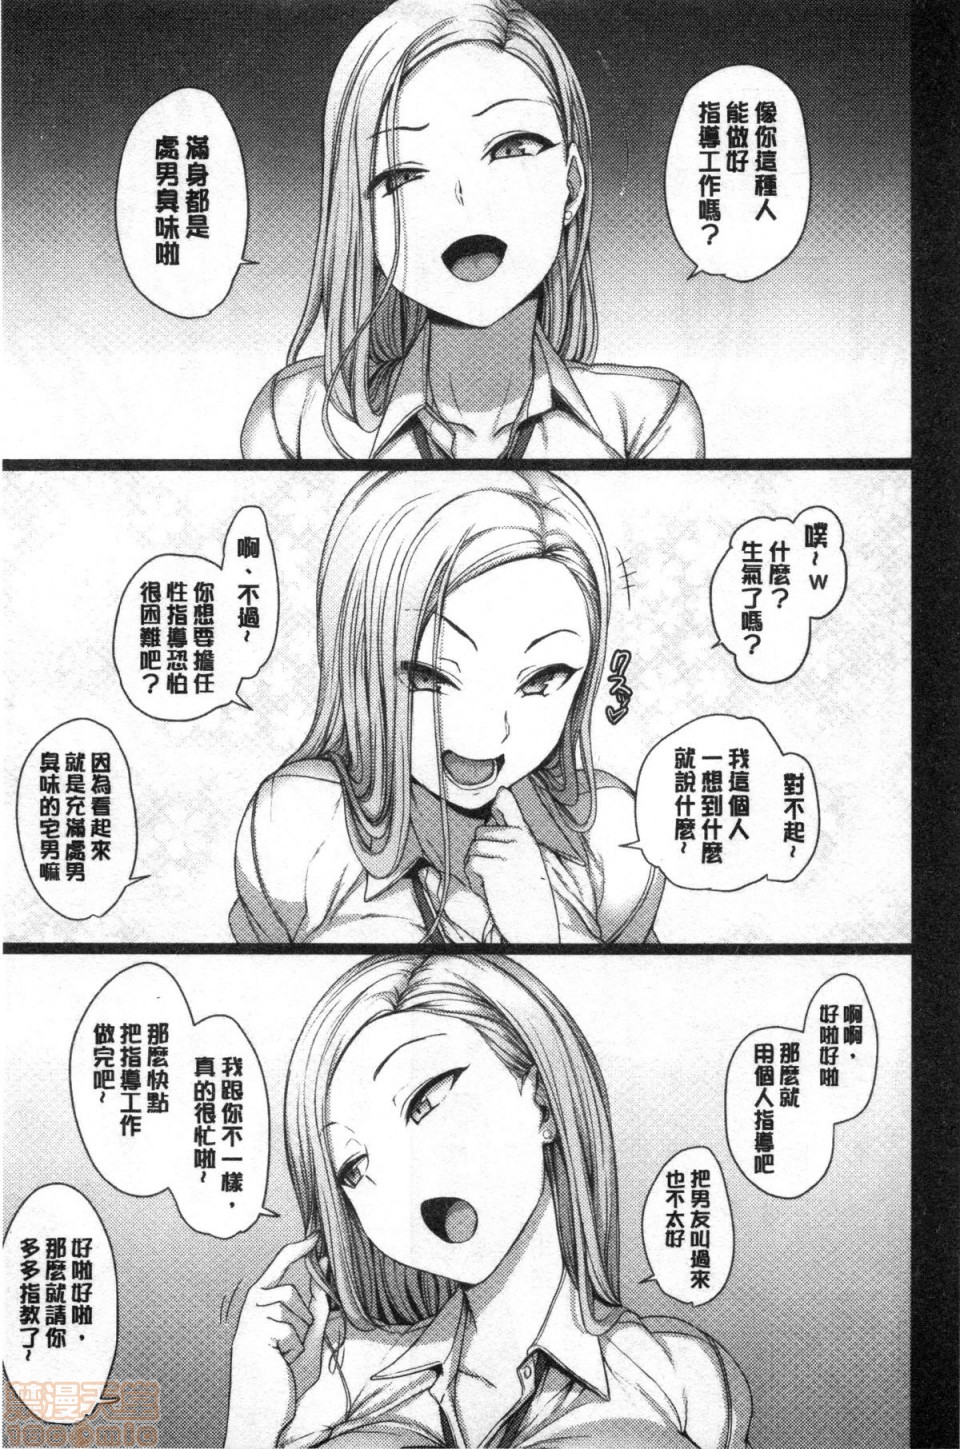 像你這種人
能做好
指導工作嗎？
滿身都是
處男臭味啦
噗~w
什麼？
生氣了嗎？
對不起~
我這個人
一想到什麼
就說什麼~
クスッ♡
啊、不過~
你想要擔任
性指導恐怕
很困難吧？
因為看起來
就是充滿處男
臭味的宅男嘛
啊啊，
好啦好啦
那麼就
用個人指導吧
把男友叫過來
也不太好
我跟你不一樣，
真的很忙啦~
那麼快點
把指導工作
做完吧~
好啦好啦，
那麼就請你
多多指教了~
禁漫天堂